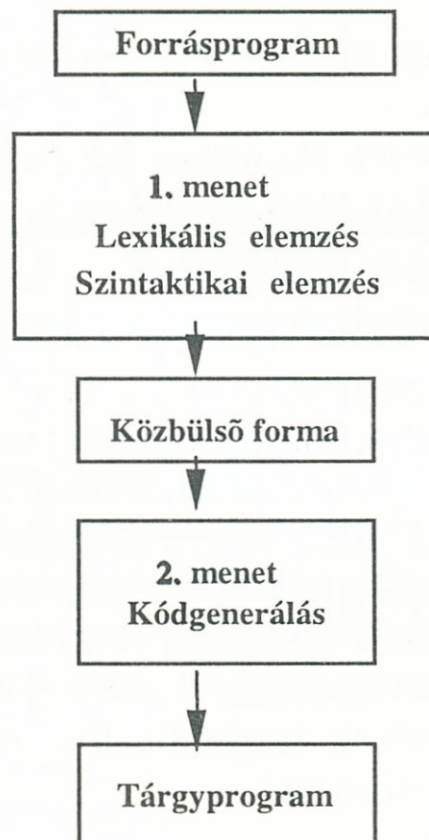 Forrásprogram
1. menet
Lexikális elemzés
Szintaktikai elemzés
Közbülsõ forma
2. menet
Kódgenerálás
Tárgyprogram